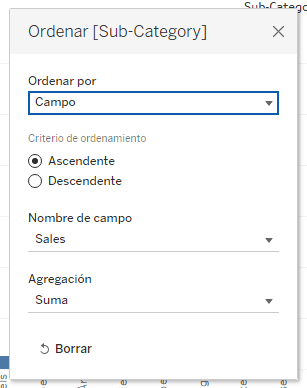 Sub-Catego
Ordenar [Sub-Category]
Ordenar por
Campo
Criterio de ordenamiento
Ascendente
Descendente
Nombre de campo
Sales
Agregación
Suma
Borrar